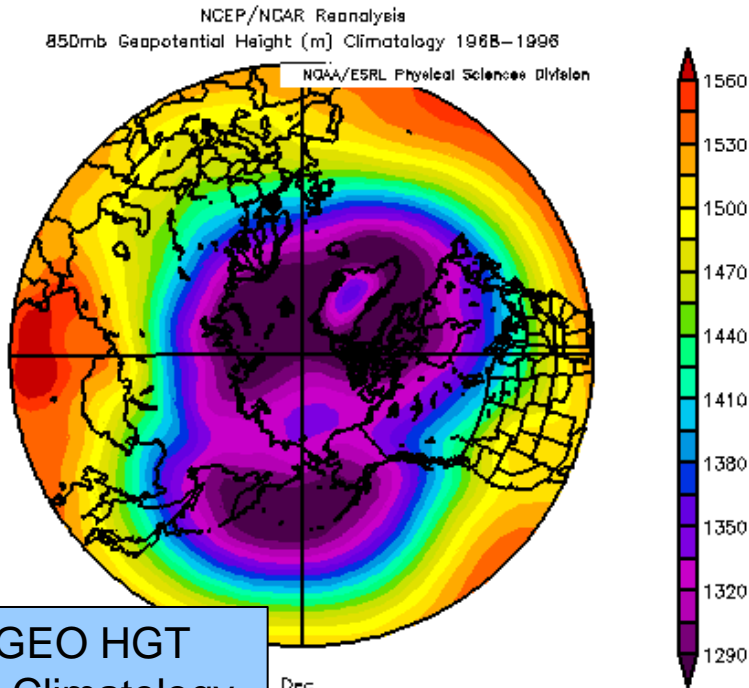 NCEP/NCAR Reanalysis
850mb Geopotential Height (m) Climatology 1968–1996
NOAA/ESRL Physical Sciences Division
1560
1530
1500
1470
1440
1410
1380
1350
1320
1290
GEO HGT
Climatology
Dec